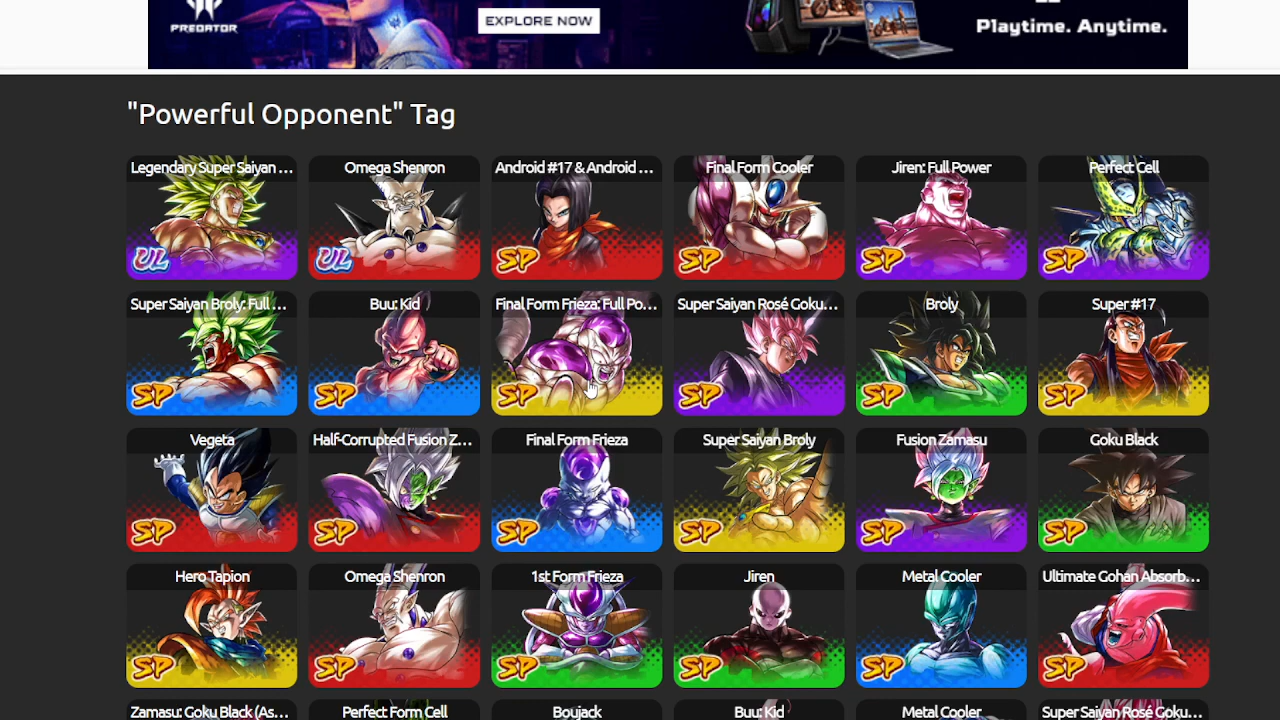 PREDATOR
EXPLORE NOW
Playtime. Anytime.
"Powerful Opponent" Tag
Legendary Super Saiyan ...
Omega Shenron
Android #17 & Android ...
Final Form Cooler
Jiren: Full Power
Perfect Cell
UL
UL
SP
SP
SP
SP
Super Saiyan Broly: Full ...
Buu: Kid
Final Form Frieza: Full Po...
Super Saiyan Rosé Goku...
Broly
Super #17
SP
SP
SP
SP
SP
SP
Vegeta
Half-Corrupted Fusion Z...
Final Form Frieza
Super Saiyan Broly
Fusion Zamasu
Goku Black
SP
SP
SP
SP
SP
SP
Hero Tapion
Omega Shenron
1st Form Frieza
Jiren
Metal Cooler
Ultimate Gohan Absorb...
SP
SP
SP
SP
SP
SP
Zamasu: Goku Black (As...
Perfect Form Cell
Boujack
Buu: Kid
Metal Cooler
Super Saiyan Rosé Goku...